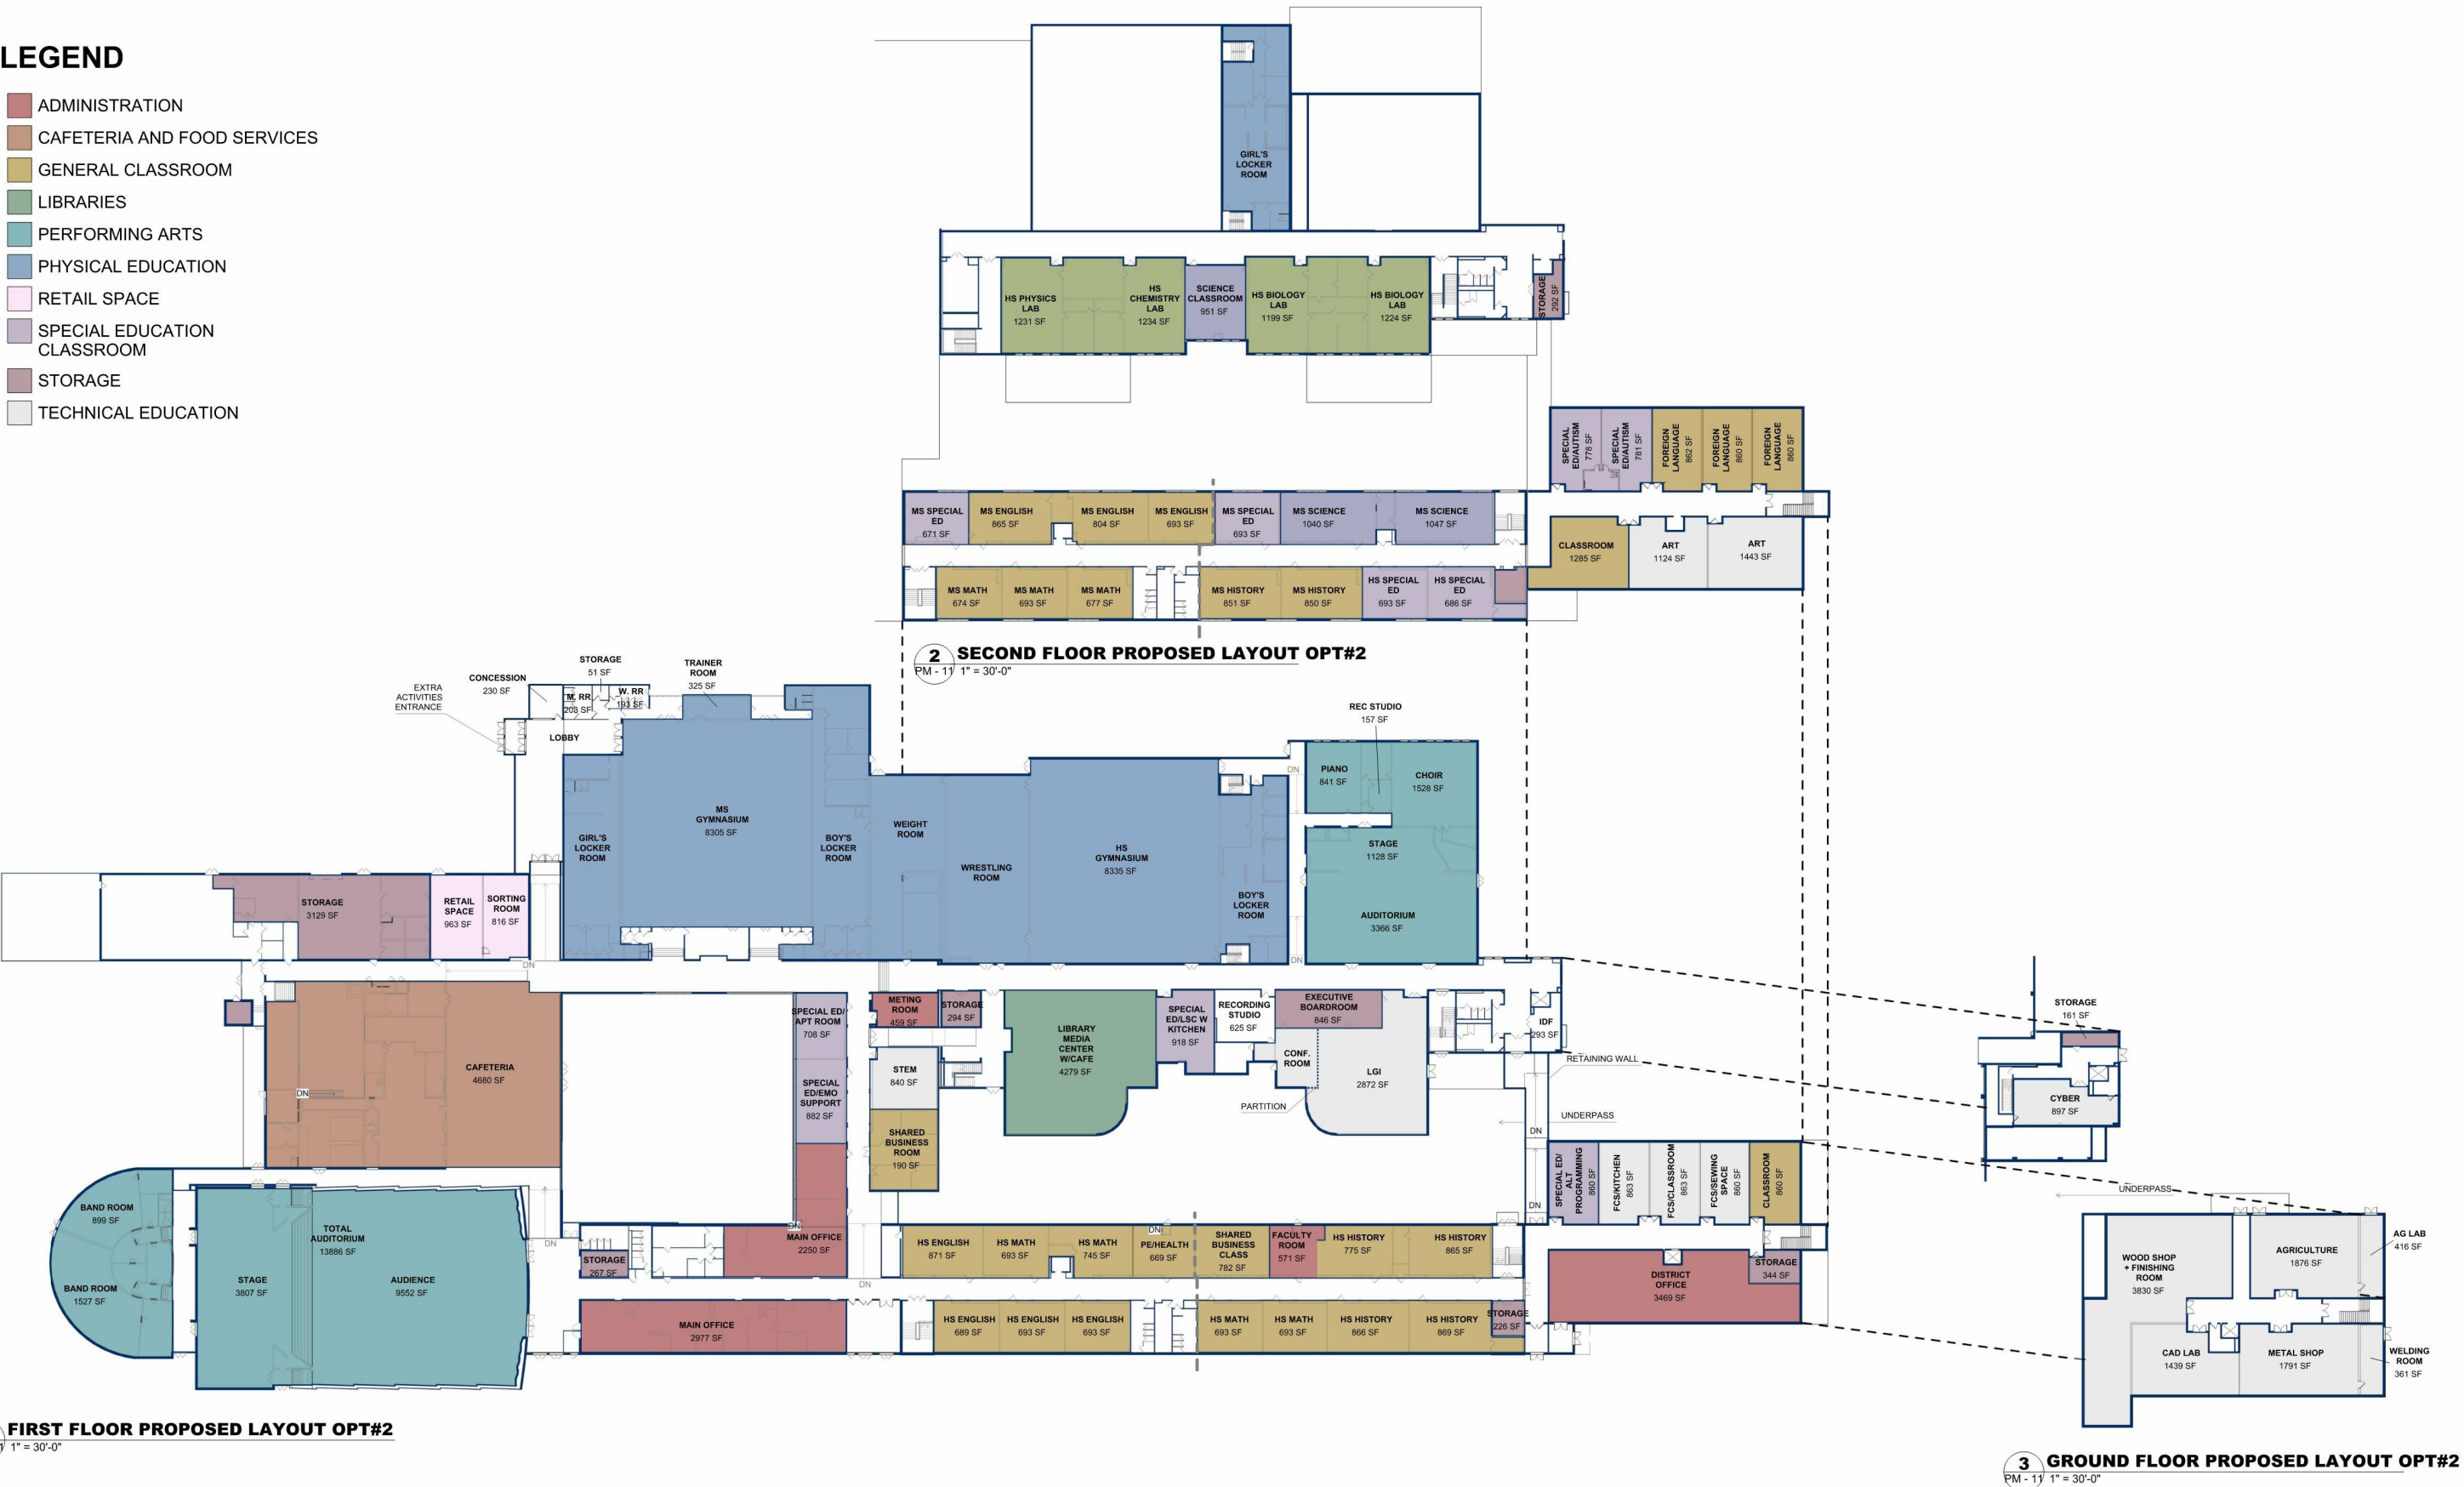 LEGEND
ADMINISTRATION
CAFETERIA AND FOOD SERVICES
GENERAL CLASSROOM
LIBRARIES
PERFORMING ARTS
PHYSICAL EDUCATION
RETAIL SPACE
SPECIAL EDUCATION
CLASSROOM
STORAGE
TECHNICAL EDUCATION
GIRL'S
LOCKER
ROOM
HS PHYSICS
LAB
1231 SF
HS
CHEMISTRY
LAB
1234 SF
SCIENCE
CLASSROOM
951 SF
HS BIOLOGY
LAB
1199 SF
HS BIOLOGY
LAB
1224 SF
STORAGE
292 SF
SPECIAL
ED/AUTISM
778 SF
SPECIAL
ED/AUTISM
781 SF
FOREIGN
LANGUAGE
862 SF
FOREIGN
LANGUAGE
860 SF
FOREIGN
LANGUAGE
860 SF
MS SPECIAL
ED
671 SF
MS ENGLISH
865 SF
MS ENGLISH
804 SF
MS ENGLISH
693 SF
MS SPECIAL
ED
693 SF
MS SCIENCE
1040 SF
MS SCIENCE
1047 SF
CLASSROOM
1285 SF
ART
1124 SF
ART
1443 SF
MS MATH
674 SF
MS MATH
693 SF
MS MATH
677 SF
MS HISTORY
851 SF
MS HISTORY
850 SF
HS SPECIAL
ED
693 SF
HS SPECIAL
ED
686 SF
2 SECOND FLOOR PROPOSED LAYOUT OPT#2
PM - 11 1" = 30'-0"
EXTRA
ACTIVITIES
ENTRANCE
CONCESSION
230 SF
STORAGE
51 SF
M. RR
203 SF
W. RR
193 SF
TRAINER
ROOM
325 SF
LOBBY
GIRL'S
LOCKER
ROOM
MS
GYMNASIUM
8305 SF
BOY'S
LOCKER
ROOM
WEIGHT
ROOM
WRESTLING
ROOM
HS
GYMNASIUM
8335 SF
BOY'S
LOCKER
ROOM
DN
REC STUDIO
157 SF
PIANO
841 SF
CHOIR
1528 SF
STAGE
1128 SF
AUDITORIUM
3366 SF
DN
STORAGE
3129 SF
RETAIL
SPACE
963 SF
SORTING
ROOM
816 SF
DN
CAFETERIA
4680 SF
DN
SPECIAL ED/
APT ROOM
708 SF
SPECIAL
ED/EMO
SUPPORT
882 SF
METING
ROOM
459 SF
STORAGE
294 SF
STEM
840 SF
SHARED
BUSINESS
ROOM
190 SF
LIBRARY
MEDIA
CENTER
W/CAFE
4279 SF
SPECIAL
ED/LSC W
KITCHEN
918 SF
RECORDING
STUDIO
625 SF
EXECUTIVE
BOARDROOM
846 SF
CONF.
ROOM
LGI
2872 SF
PARTITION
IDF
293 SF
RETAINING WALL
UNDERPASS
DN
DN
BAND ROOM
899 SF
BAND ROOM
1527 SF
TOTAL
AUDITORIUM
13886 SF
STAGE
3807 SF
AUDIENCE
9552 SF
DN
STORAGE
267 SF
DN
MAIN OFFICE
2250 SF
DN
MAIN OFFICE
2977 SF
HS ENGLISH
871 SF
HS MATH
693 SF
HS MATH
745 SF
DN
PE/HEALTH
669 SF
SHARED
BUSINESS
CLASS
782 SF
FACULTY
ROOM
571 SF
HS HISTORY
775 SF
HS HISTORY
865 SF
HS ENGLISH
689 SF
HS ENGLISH
693 SF
HS ENGLISH
693 SF
HS MATH
693 SF
HS MATH
693 SF
HS HISTORY
866 SF
HS HISTORY
869 SF
STORAGE
226 SF
SPECIAL ED/
ALT
PROGRAMMING
860 SF
FCS/KITCHEN
863 SF
FCS/CLASSROOM
863 SF
FCS/SEWING
SPACE
860 SF
CLASSROOM
860 SF
DISTRICT
OFFICE
3469 SF
STORAGE
344 SF
STORAGE
161 SF
CYBER
897 SF
UNDERPASS
WOOD SHOP
+ FINISHING
ROOM
3830 SF
AGRICULTURE
1876 SF
AG LAB
416 SF
CAD LAB
1439 SF
METAL SHOP
1791 SF
WELDING
ROOM
361 SF
FIRST FLOOR PROPOSED LAYOUT OPT#2
1" = 30'-0"
3 GROUND FLOOR PROPOSED LAYOUT OPT#2
PM - 11 1" = 30'-0"